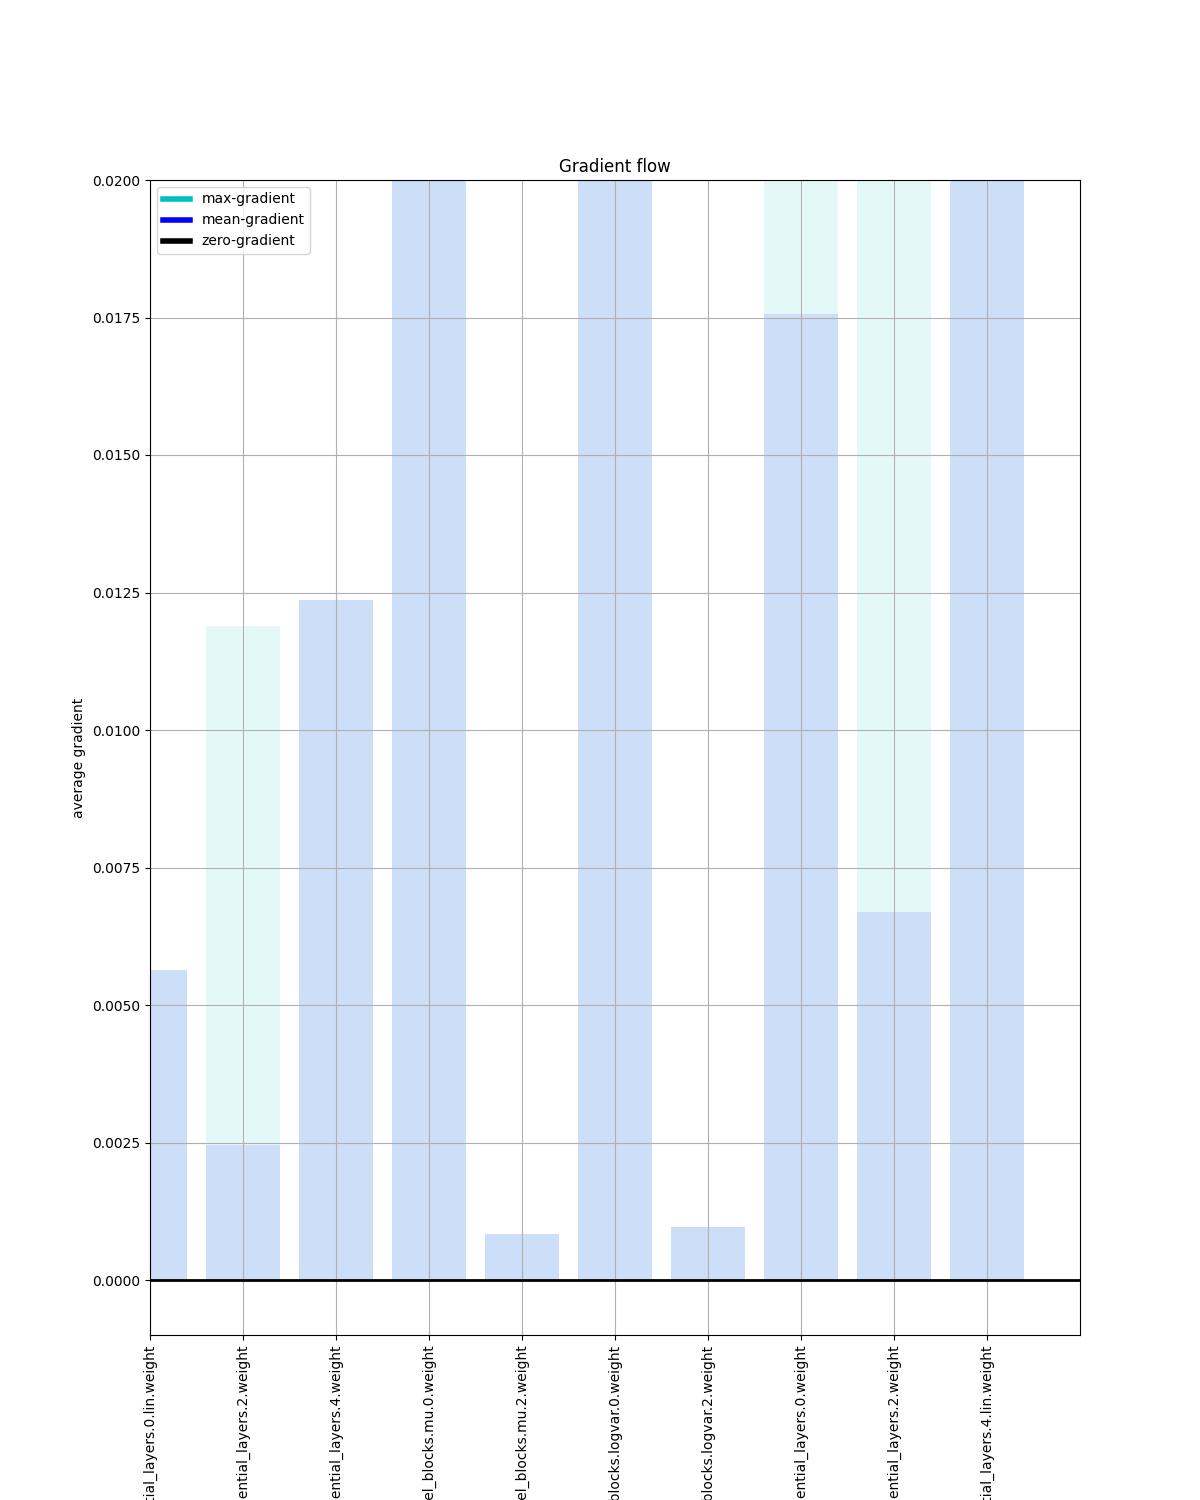 Gradient flow
max-gradient
mean-gradient
zero-gradient
0.0200
0.0175
0.0150
0.0125
0.0100
0.0075
0.0050
0.0025
0.0000
average gradient
tial_layers.0.lin.weight
ential_layers.2.weight
ential_layers.4.weight
el_blocks.mu.0.weight
el_blocks.mu.2.weight
blocks.logvar.0.weight
blocks.logvar.2.weight
ential_layers.0.weight
ential_layers.2.weight
tial_layers.4.lin.weight